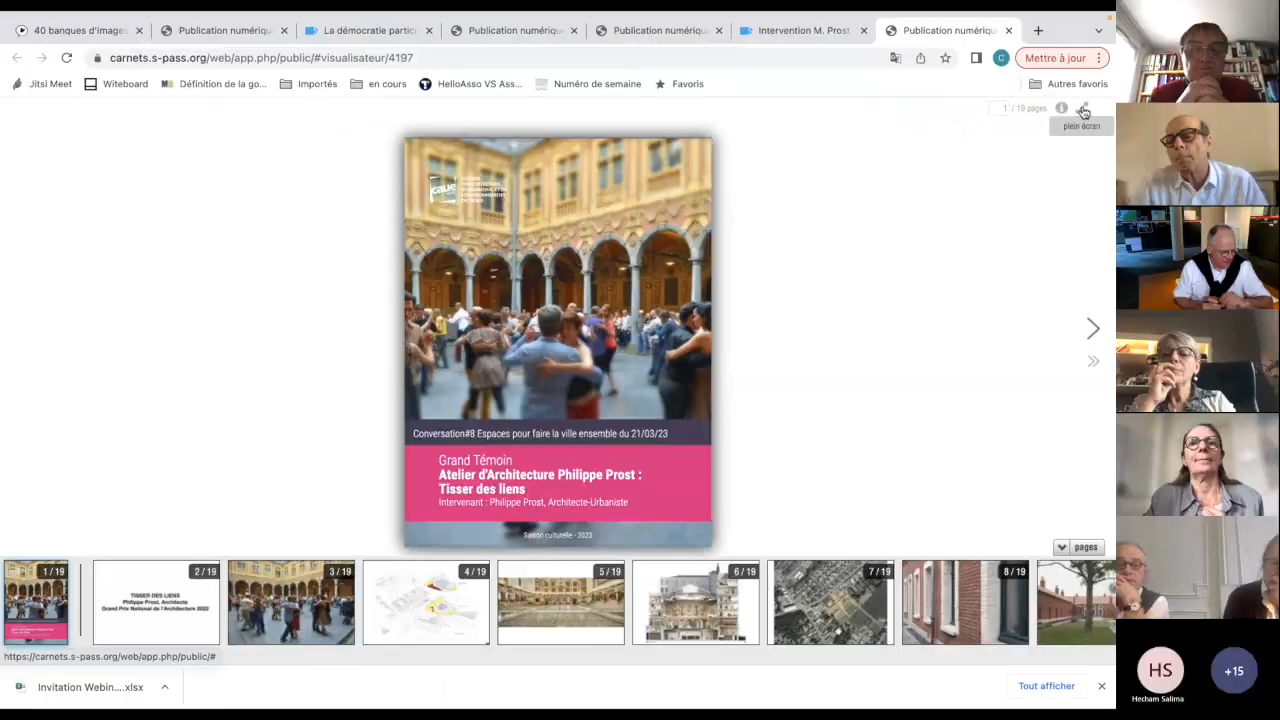 40 banques d'images
Publication numériqu
La démocratie partic
Publication numériqu
Publication numériqu
Intervention M. Prost
Publication numériqu
carnets.s-pass.org/web/app.php/public/#visualisateur/4197
C
Mettre à jour
Jitsi Meet
Witeboard
Définition de la go...
Importés
en cours
HelloAsso VS Ass...
Numéro de semaine
Favoris
Autres favoris
1 / 19 pages
plein écran
caue
Conversation#8 Espaces pour faire la ville ensemble du 21/03/23
Grand Témoin
Atelier d'Architecture Philippe Prost :
Tisser des liens
Intervenant : Philippe Prost, Architecte-Urbaniste
Saison culturelle - 2023
pages
1 / 19
2 / 19
3 / 19
4 / 19
5 / 19
6 / 19
7 / 19
8 / 19
TISSER DES LIENS
Philippe Prost, Architecte
Grand Prix National de l'Architecture 2022
https://carnets.s-pass.org/web/app.php/public/#
Invitation Webin....xlsx
Tout afficher
HS
Hecham Salima
+15